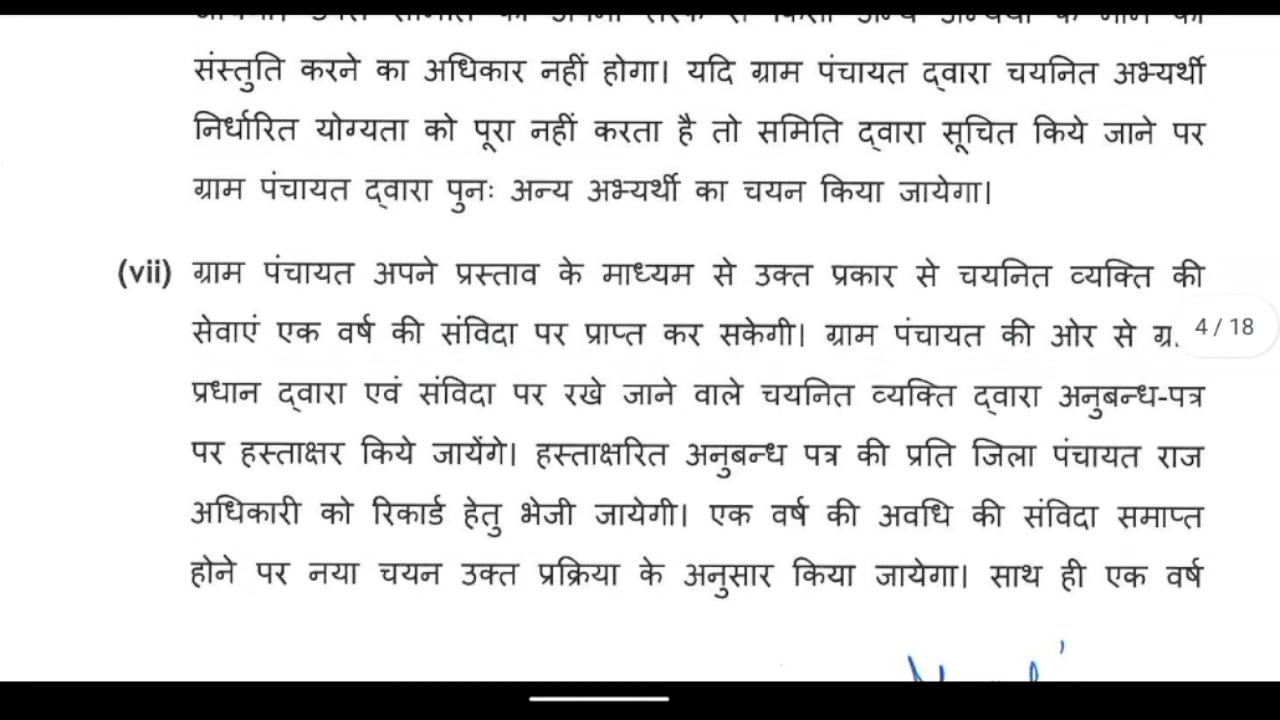 संस्तुति करने का अधिकार नहीं होगा। यदि ग्राम पंचायत द्वारा चयनित अभ्यर्थी
निर्धारित योग्यता को पूरा नहीं करता है तो समिति द्वारा सूचित किये जाने पर
ग्राम पंचायत द्वारा पुनः अन्य अभ्यर्थी का चयन किया जायेगा।
(vii) ग्राम पंचायत अपने प्रस्ताव के माध्यम से उक्त प्रकार से चयनित व्यक्ति की
सेवाएं एक वर्ष की संविदा पर प्राप्त कर सकेगी। ग्राम पंचायत की ओर से
4 / 18
प्रधान द्वारा एवं संविदा पर रखे जाने वाले चयनित व्यक्ति द्वारा अनुबन्ध-पत्र
पर हस्ताक्षर किये जायेंगे। हस्ताक्षरित अनुबन्ध पत्र की प्रति जिला पंचायत राज
अधिकारी को रिकार्ड हेतु भेजी जायेगी। एक वर्ष की अवधि की संविदा समाप्त
होने पर नया चयन उक्त प्रक्रिया के अनुसार किया जायेगा। साथ ही एक वर्ष